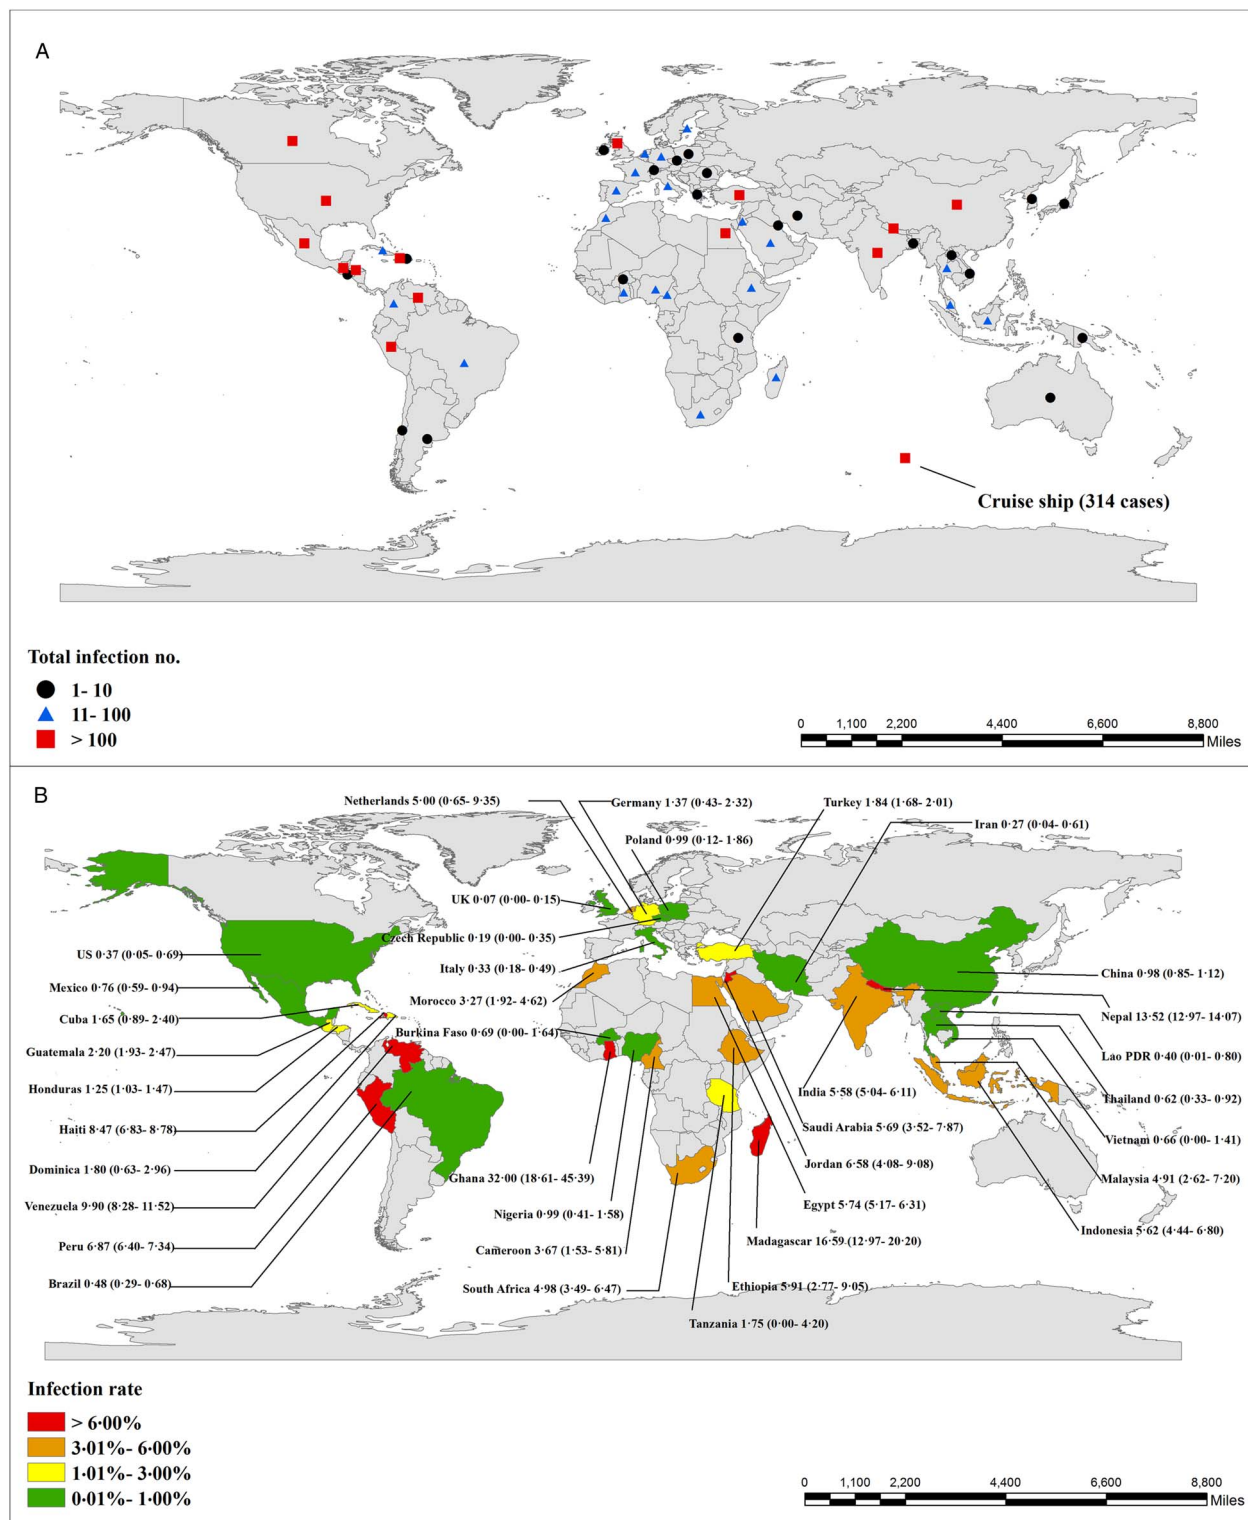 A
Cruise ship (314 cases)
Total infection no.
1- 10
11- 100
> 100
0 1,100 2,200 4,400 6,600 8,800
Miles
B
Netherlands 5·00 (0·65- 9·35)
Germany 1·37 (0·43- 2·32)
Turkey 1·84 (1·68- 2·01)
Iran 0·27 (0·04- 0·61)
Poland 0·99 (0·12- 1·86)
UK 0·07 (0·00- 0·15)
Czech Republic 0·19 (0·00- 0·35)
US 0·37 (0·05- 0·69)
Italy 0·33 (0·18- 0·49)
China 0·98 (0·85- 1·12)
Mexico 0·76 (0·59- 0·94)
Morocco 3·27 (1·92- 4·62)
Nepal 13·52 (12·97- 14·07)
Cuba 1·65 (0·89- 2·40)
Burkina Faso 0·69 (0·00- 1·64)
Guatemala 2·20 (1·93- 2·47)
Lao PDR 0·40 (0·01- 0·80)
Honduras 1·25 (1·03- 1·47)
India 5·58 (5·04- 6·11)
Thailand 0·62 (0·33- 0·92)
Haiti 8·47 (6·83- 8·78)
Saudi Arabia 5·69 (3·52- 7·87)
Vietnam 0·66 (0·00- 1·41)
Dominica 1·80 (0·63- 2·96)
Ghana 32·00 (18·61- 45·39)
Jordan 6·58 (4·08- 9·08)
Malaysia 4·91 (2·62- 7·20)
Venezuela 9·90 (8·28- 11·52)
Nigeria 0·99 (0·41- 1·58)
Egypt 5·74 (5·17- 6·31)
Indonesia 5·62 (4·44- 6·80)
Peru 6·87 (6·40- 7·34)
Cameroon 3·67 (1·53- 5·81)
Madagascar 16·59 (12·97- 20·20)
Brazil 0·48 (0·29- 0·68)
South Africa 4·98 (3·49- 6·47)
Ethiopia 5·91 (2·77- 9·05)
Tanzania 1·75 (0·00- 4·20)
Infection rate
> 6·00%
3·01%- 6·00%
1·01%- 3·00%
0·01%- 1·00%
0 1,100 2,200 4,400 6,600 8,800
Miles